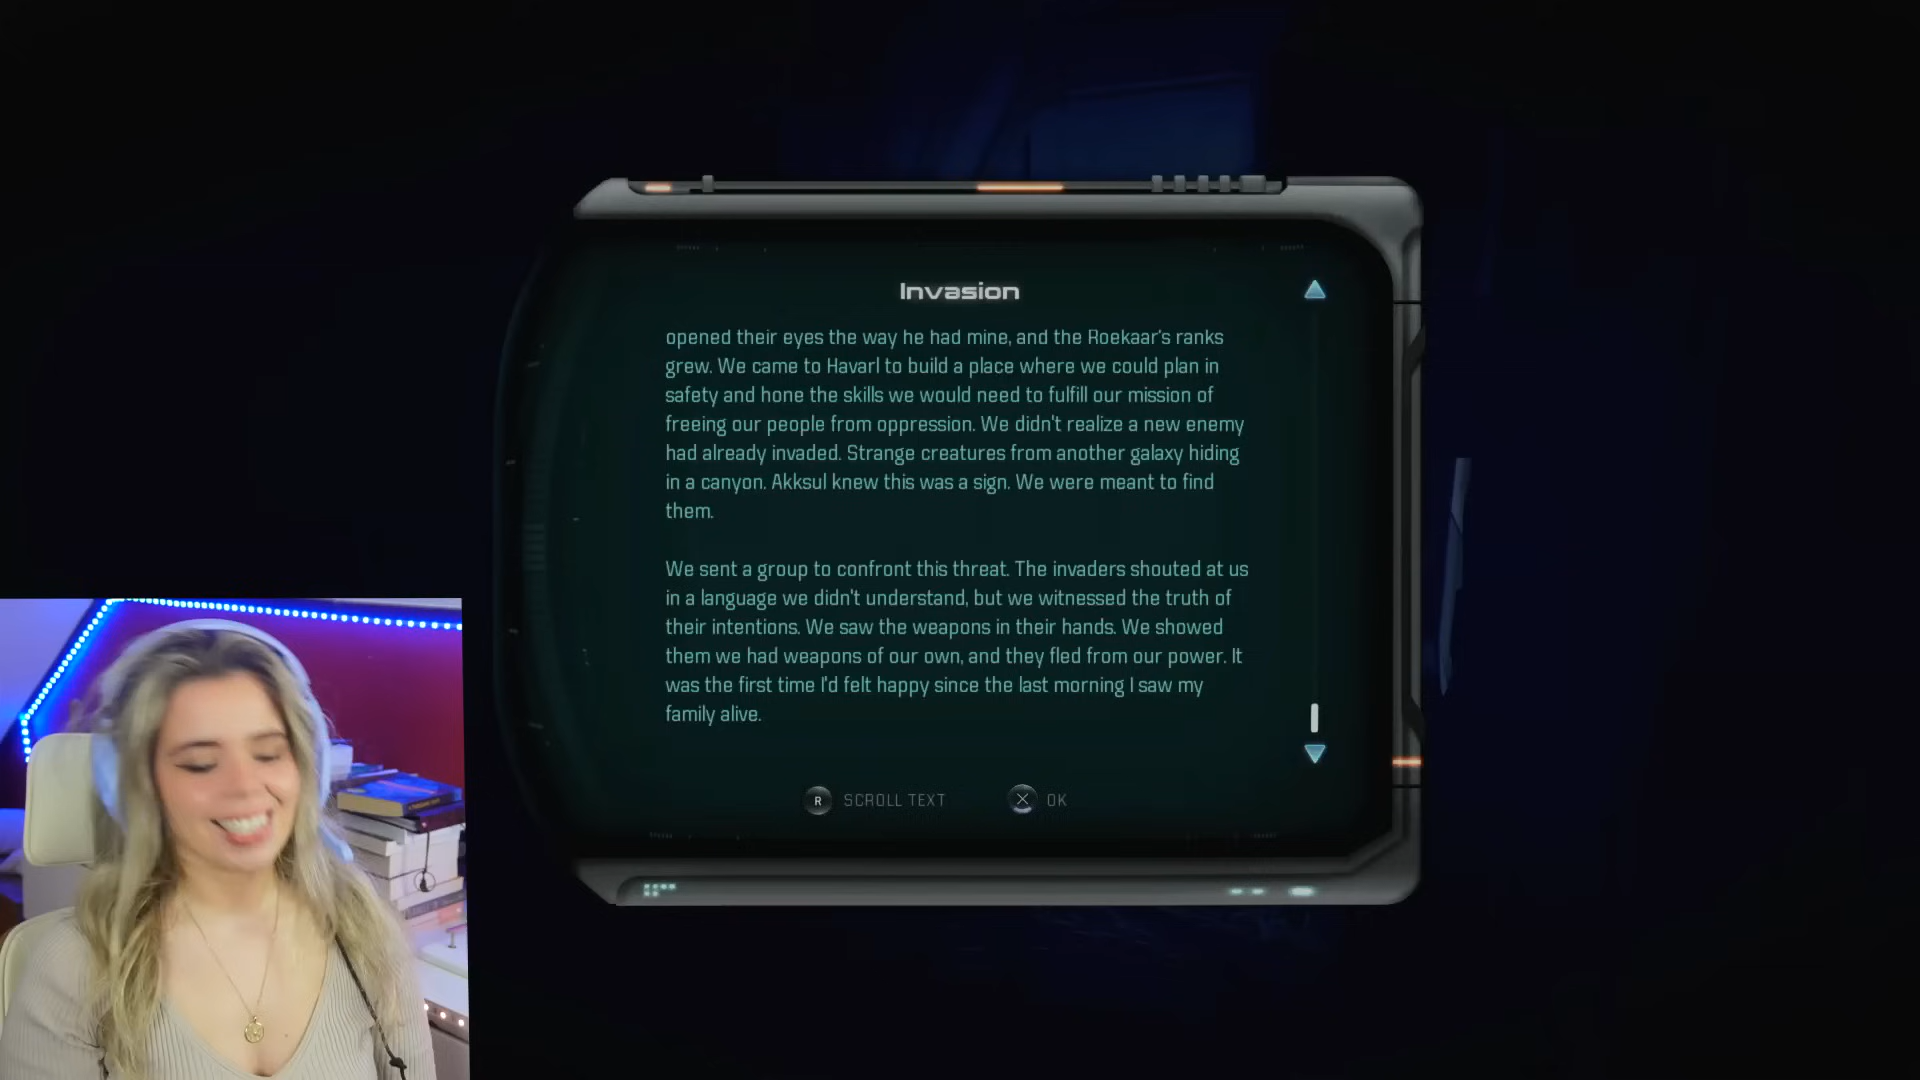 Invasion
opened their eyes the way he had mine, and the Roekaar's ranks
grew. We came to Havarl to build a place where we could plan in
safety and hone the skills we would need to fulfill our mission of
freeing our people from oppression. We didn't realize a new enemy
had already invaded. Strange creatures from another galaxy hiding
in a canyon. Akksul knew this was a sign. We were meant to find
them.
We sent a group to confront this threat. The invaders shouted at us
in a language we didn't understand, but we witnessed the truth of
their intentions. We saw the weapons in their hands. We showed
them we had weapons of our own, and they fled from our power. It
was the first time I'd felt happy since the last morning I saw my
family alive.
R SCROLL TEXT OK